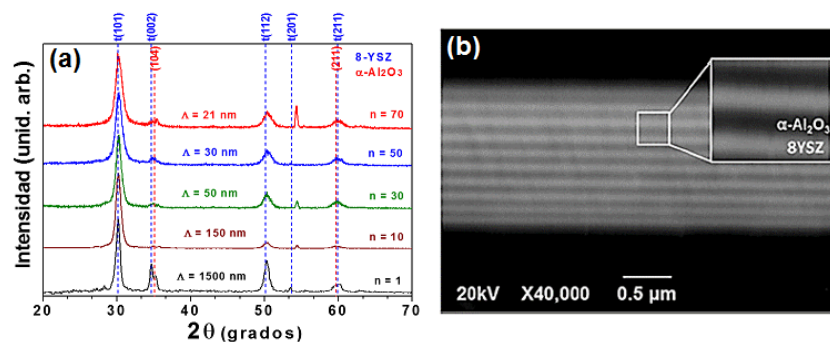 (a)
t(101)
t(002)
(104)
t(112)
t(201)
t(211)
(211)
8-YSZ
α-Al₂O₃
Λ = 21 nm n = 70
Λ = 30 nm n = 50
Λ = 50 nm n = 30
Λ = 150 nm n = 10
Λ = 1500 nm n = 1
Intensidad (unid. arb.)
20 30 40 50 60 70
2θ (grados)
(b)
α-Al₂O₃
8YSZ
20kV X40,000 0.5 μm